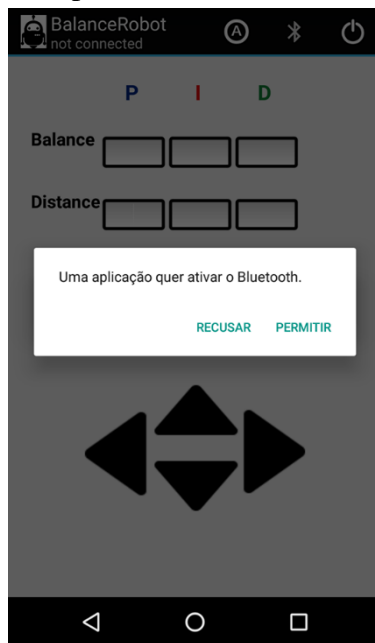 BalanceRobot
not connected
A
P I D
Balance
Distance
Uma aplicação quer ativar o Bluetooth.
RECUSAR PERMITIR